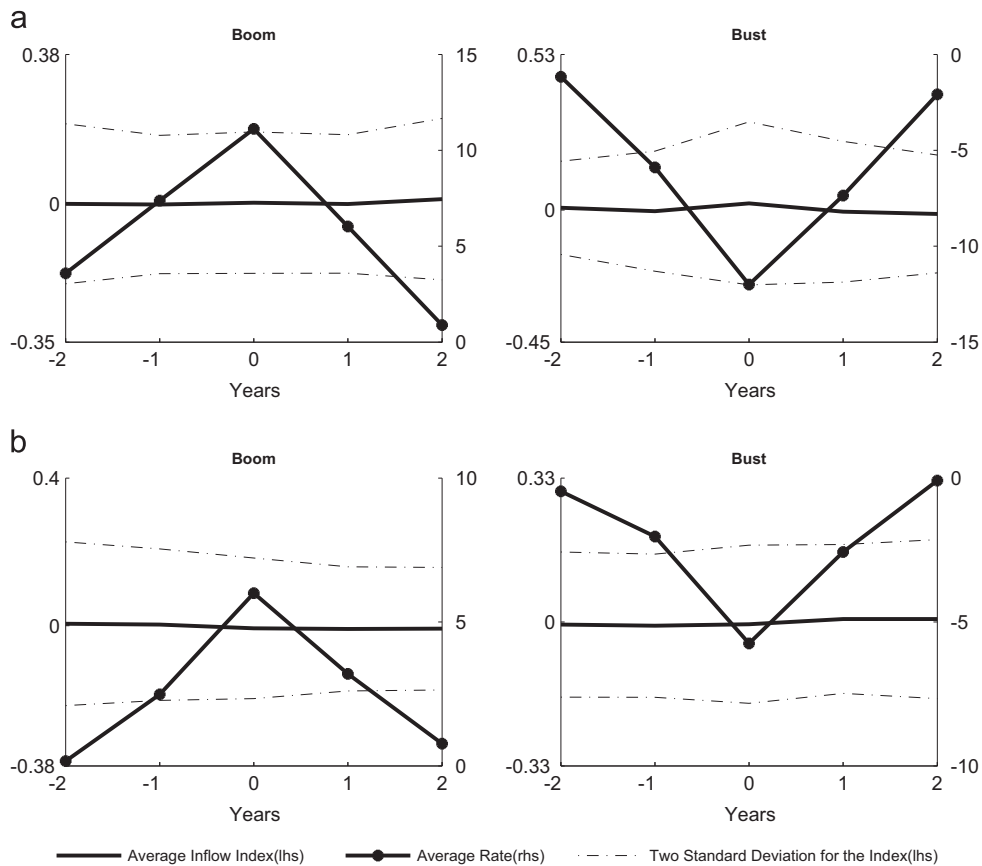 a
Boom
Bust
0.38
15
0.53
0
10
-5
0
0
5
-10
-0.35
0
-0.45
-15
-2 -1 0 1 2
-2 -1 0 1 2
Years
Years
b
Boom
Bust
0.4
10
0.33
0
0
5
0
-5
-0.38
0
-0.33
-10
-2 -1 0 1 2
-2 -1 0 1 2
Years
Years
Average Inflow Index(lhs) Average Rate(rhs) Two Standard Deviation for the Index(lhs)